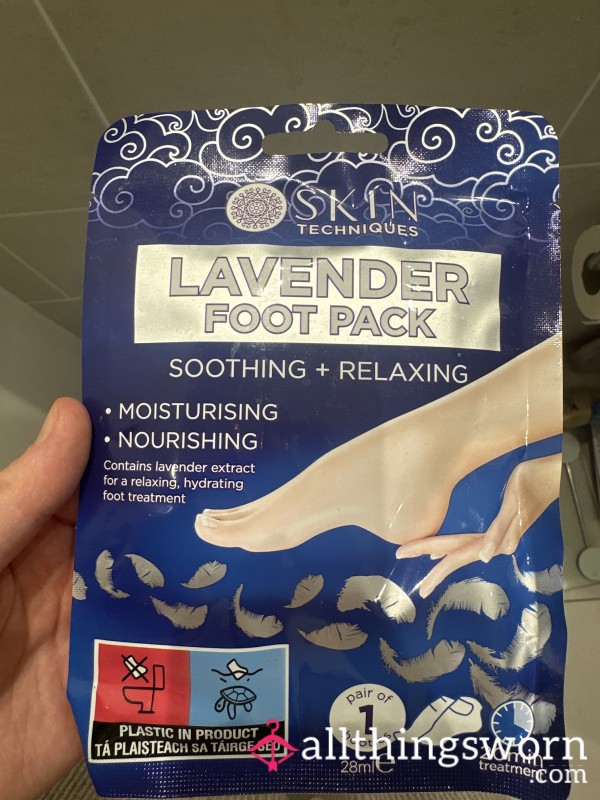 SKIN
TECHNIQUES
LAVENDER
FOOT PACK
SOOTHING + RELAXING
• MOISTURISING
• NOURISHING
Contains lavender extract
for a relaxing, hydrating
foot treatment
PLASTIC IN PRODUCT
TÁ PLAISTEACH SA TÁIRGE SEO
pair of
1
28ml e
min
treatment
allthingsworn
.com